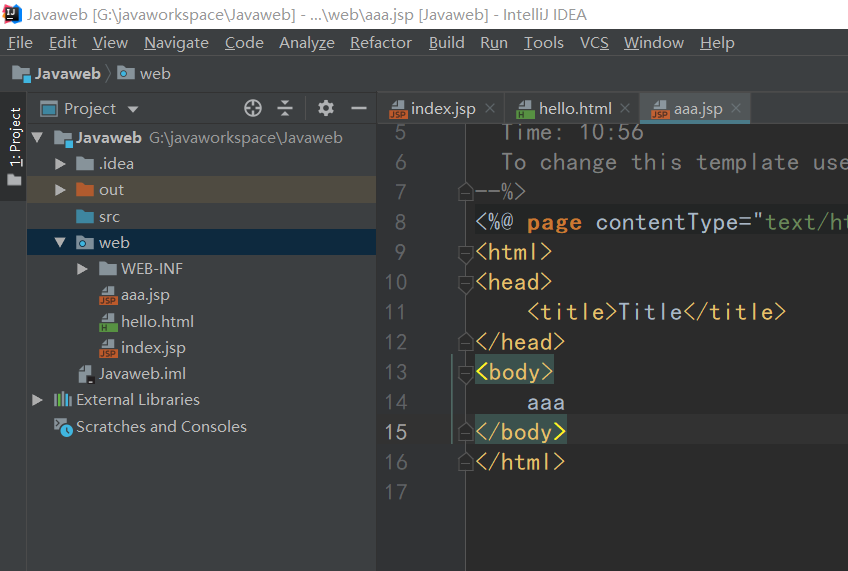 Javaweb [G:\javaworkspace\Javaweb] - ...\web\aaa.jsp [Javaweb] - IntelliJ IDEA
File Edit View Navigate Code Analyze Refactor Build Run Tools VCS Window Help
Javaweb web
1: Project
Project
Javaweb G:\javaworkspace\Javaweb
.idea
out
src
web
WEB-INF
aaa.jsp
hello.html
index.jsp
Javaweb.iml
External Libraries
Scratches and Consoles
index.jsp hello.html aaa.jsp
5 Time: 10:56
6 To change this template use
7 --%>
8 <%@ page contentType="text/ht
9 <html>
10 <head>
11 <title>Title</title>
12 </head>
13 <body>
14 aaa
15 </body>
16 </html>
17